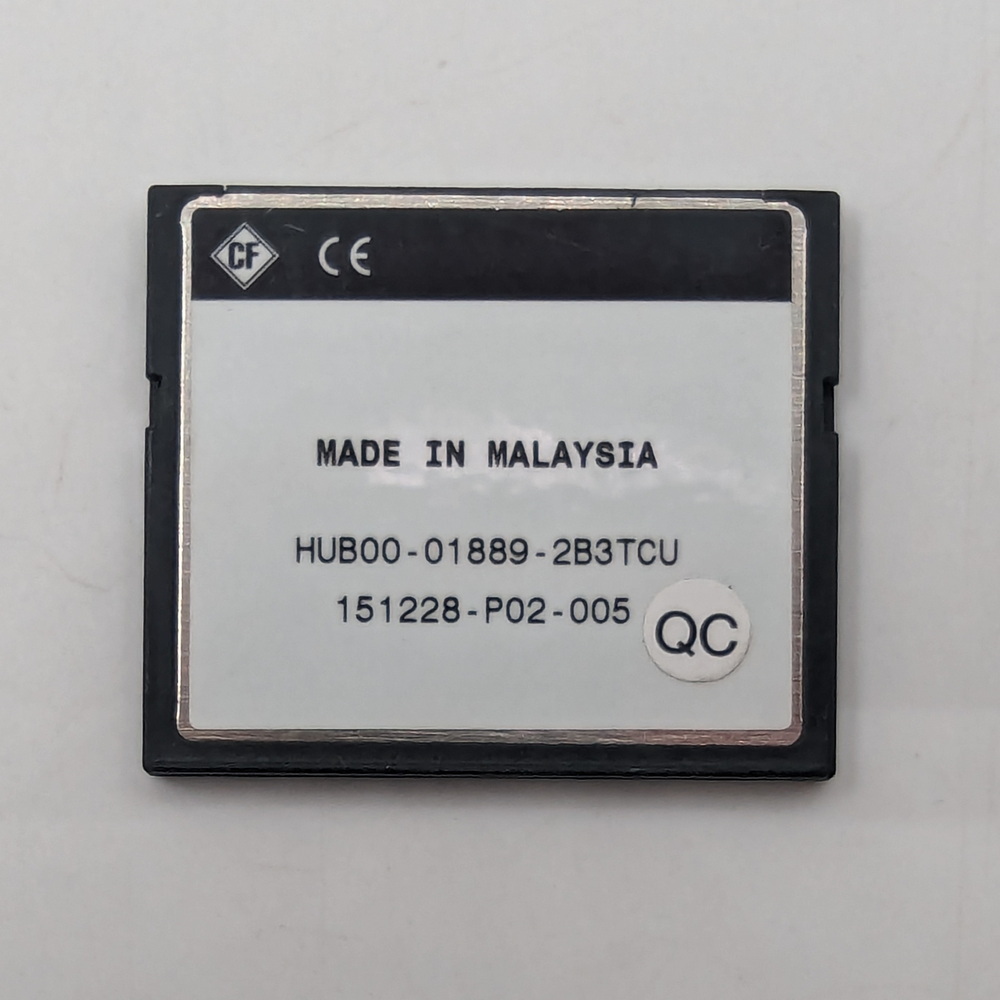 CF CE
MADE IN MALAYSIA
HUB00-01889-2B3TCU
151228-P02-005
QC